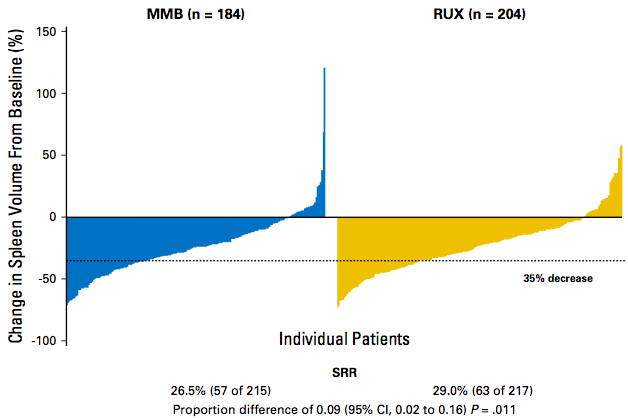 MMB (n = 184)
RUX (n = 204)
Change in Spleen Volume From Baseline (%)
150
100
50
0
-50
-100
35% decrease
Individual Patients
SRR
26.5% (57 of 215)
29.0% (63 of 217)
Proportion difference of 0.09 (95% CI, 0.02 to 0.16) P = .011